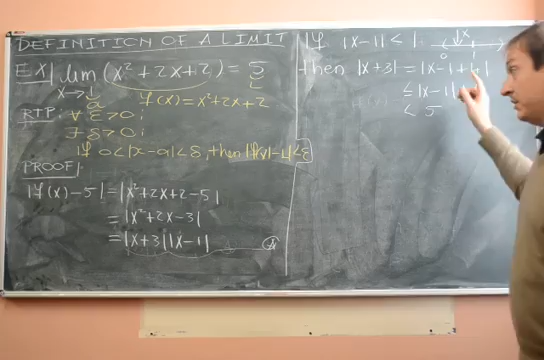 DEFINITION OF A LIMIT
EX| lim (x² + 2x + 2) = 5
x → 1
a
L
f(x) = x² + 2x + 2
RTP: ∀ ε > 0 :
∃ δ > 0 :
If 0 < |x - a| < δ, then |f(x) - L| < ε
PROOF|
|f(x) - 5| = |x² + 2x + 2 - 5|
= |x² + 2x - 3|
= |x + 3| |x - 1|
If |x - 1| < 1
x
0 1
then |x + 3| = |x - 1 + 4|
≤ |x - 1|
< 5